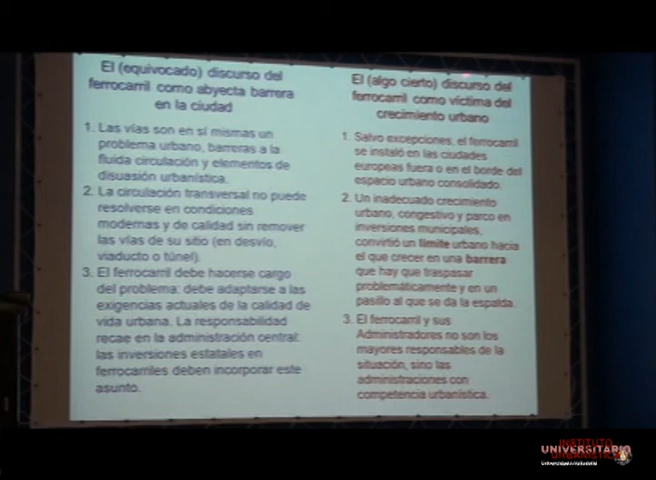 El (equivocado) discurso del
ferrocarril como abyecta barrera
en la ciudad
1. Las vías son en sí mismas un
problema urbano, barreras a la
fluida circulación y elementos de
disuasión urbanística.
2. La circulación transversal no puede
resolverse en condiciones
modernas y de calidad sin remover
las vías de su sitio (en desvío,
viaducto o túnel).
3. El ferrocarril debe hacerse cargo
del problema: debe adaptarse a las
exigencias actuales de la calidad de
vida urbana. La responsabilidad
recae en la administración central:
las inversiones estatales en
ferrocarriles deben incorporar este
asunto.
El (algo cierto) discurso del
ferrocarril como víctima del
crecimiento urbano
1. Salvo excepciones, el ferrocarril
se instaló en las ciudades
europeas fuera o en el borde del
espacio urbano consolidado.
2. Un inadecuado crecimiento
urbano, congestivo y parco en
inversiones municipales,
convirtió un límite urbano hacia
el que crecer en una barrera
que hay que traspasar
problemáticamente y en un
pasillo al que se da la espalda.
3. El ferrocarril y sus
Administradores no son los
mayores responsables de la
situación, sino las
administraciones con
competencia urbanística.
INSTITUTO
UNIVERSITARIO
Universidad de Valladolid